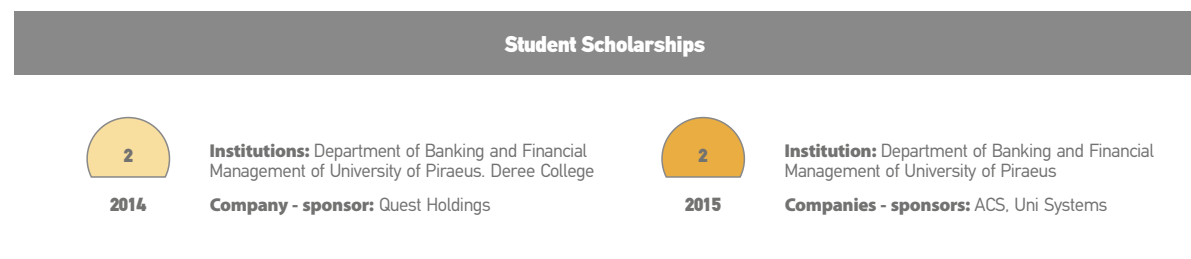 Student Scholarships
2
Institutions: Department of Banking and Financial
Management of University of Piraeus. Deree College
2014
Company - sponsor: Quest Holdings
2
Institution: Department of Banking and Financial
Management of University of Piraeus
2015
Companies - sponsors: ACS, Uni Systems